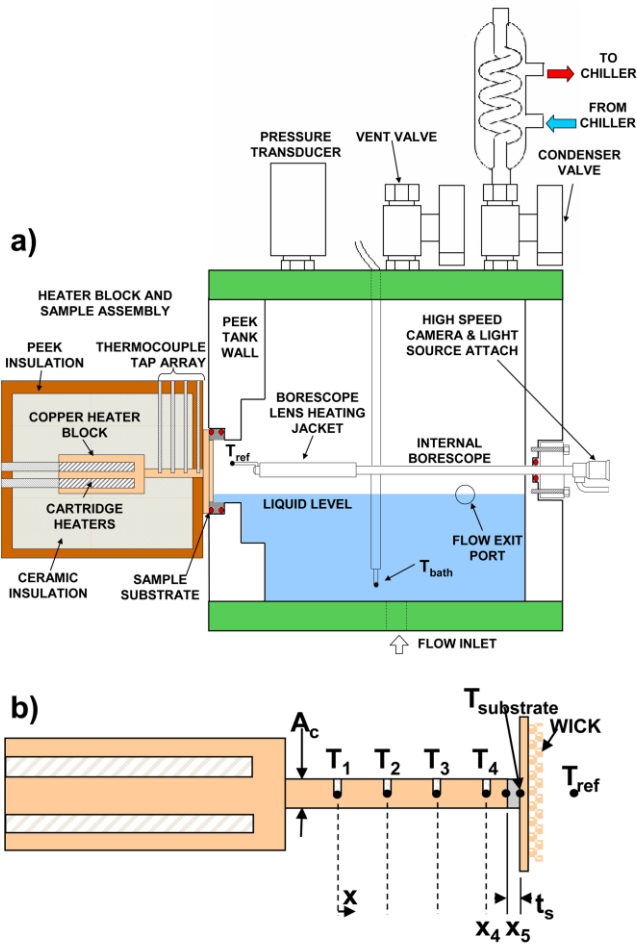 TO
CHILLER
FROM
CHILLER
PRESSURE
TRANSDUCER
VENT VALVE
CONDENSER
VALVE
a)
HEATER BLOCK AND
SAMPLE ASSEMBLY
PEEK
INSULATION
THERMOCOUPLE
TAP ARRAY
PEEK
TANK
WALL
HIGH SPEED
CAMERA & LIGHT
SOURCE ATTACH
COPPER HEATER
BLOCK
BORESCOPE
LENS HEATING
JACKET
INTERNAL
BORESCOPE
Tref
CARTRIDGE
HEATERS
LIQUID LEVEL
FLOW EXIT
PORT
CERAMIC
INSULATION
SAMPLE
SUBSTRATE
Tbath
FLOW INLET
b)
Tsubstrate
WICK
Ac
T1 T2 T3 T4
Tref
x
ts
x4 x5